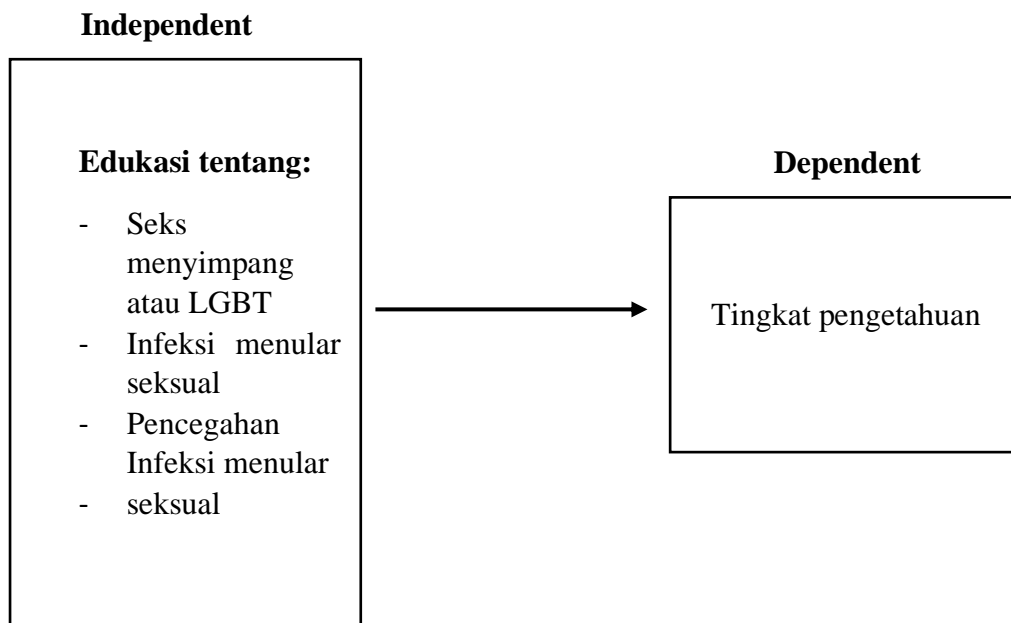 Independent
Edukasi tentang:
- Seks
menyimpang
atau LGBT
- Infeksi menular
seksual
- Pencegahan
Infeksi menular
- seksual
Dependent
Tingkat pengetahuan